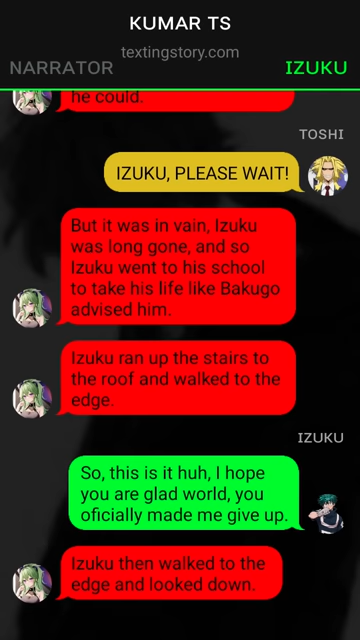 KUMAR TS
textingstory.com
NARRATOR
IZUKU
he could.
TOSHI
IZUKU, PLEASE WAIT!
But it was in vain, Izuku
was long gone, and so
Izuku went to his school
to take his life like Bakugo
advised him.
Izuku ran up the stairs to
the roof and walked to the
edge.
IZUKU
So, this is it huh, I hope
you are glad world, you
oficially made me give up.
Izuku then walked to the
edge and looked down.